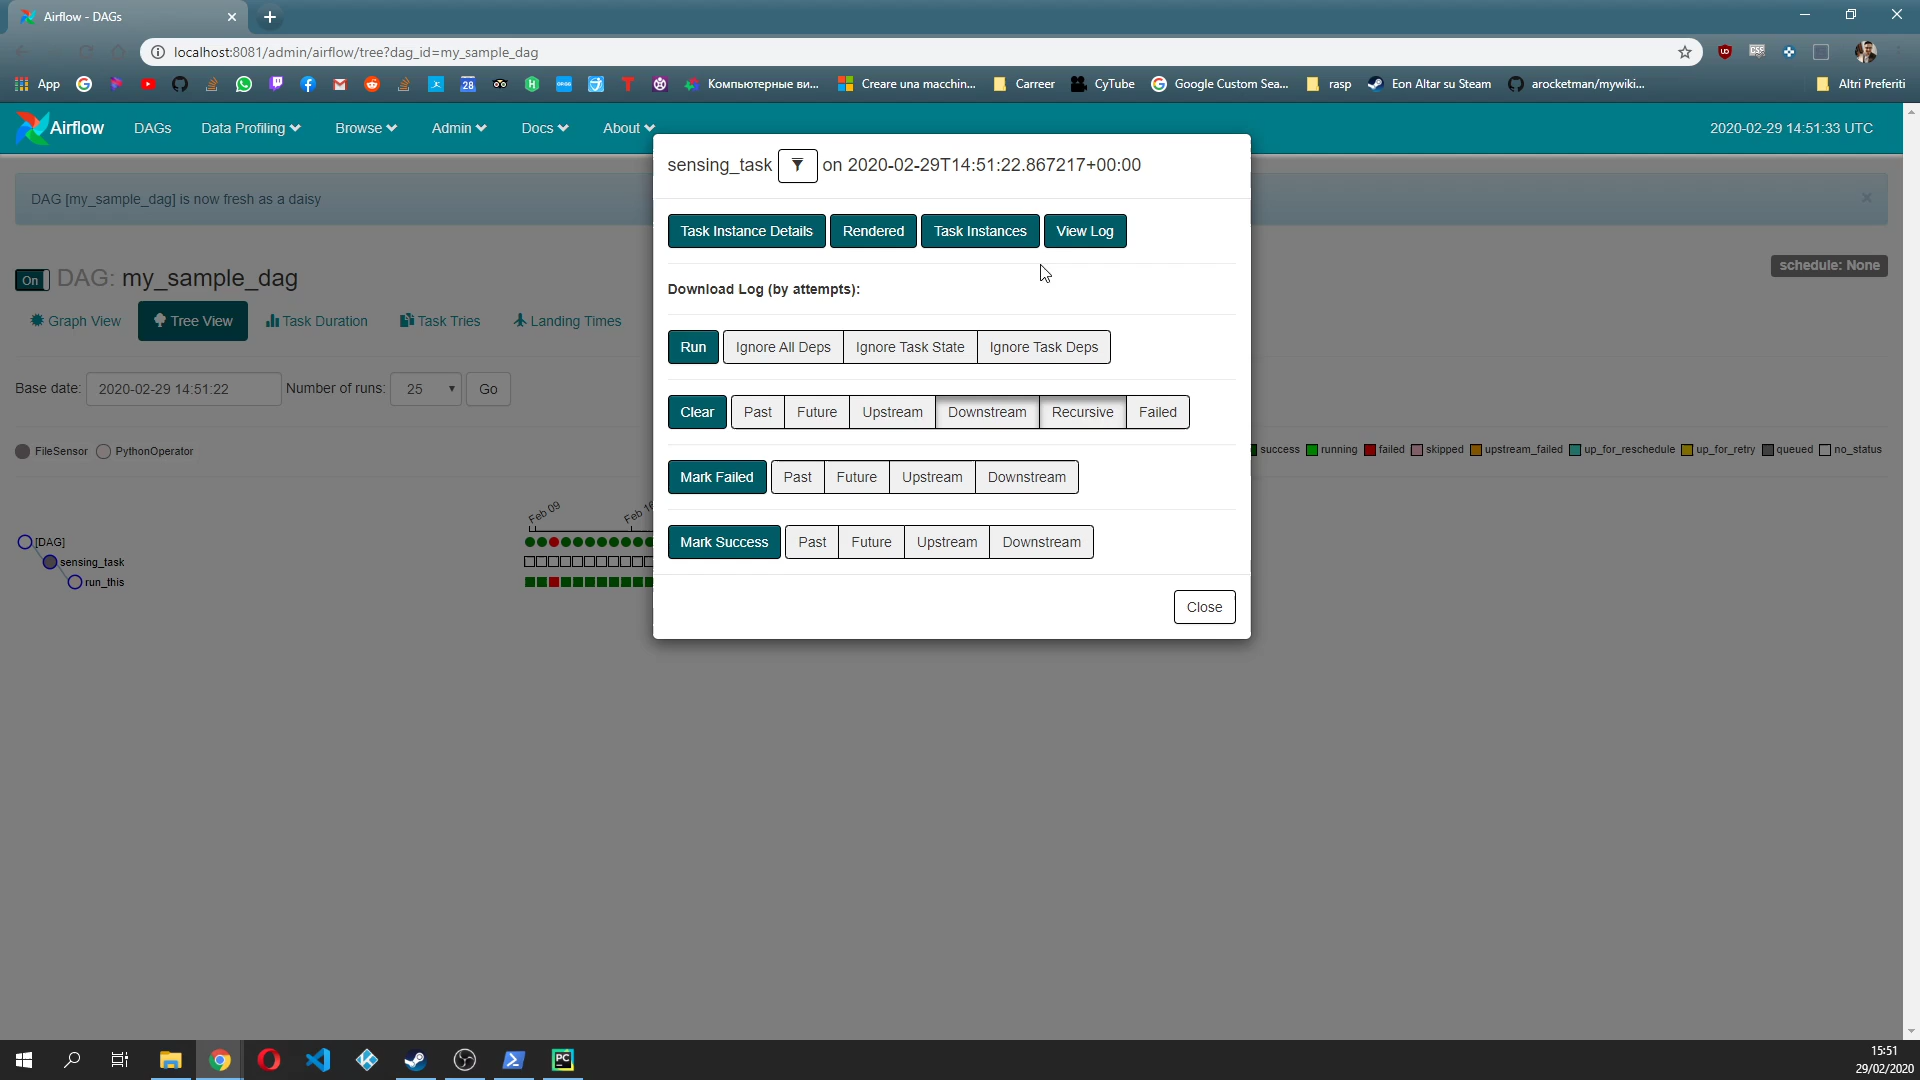 Airflow - DAGs
localhost:8081/admin/airflow/tree?dag_id=my_sample_dag
App
28
Компьютерные ви...
Creare una macchin...
Carreer
CyTube
Google Custom Sea...
rasp
Eon Altar su Steam
arocketman/mywiki...
Altri Preferiti
Airflow DAGs Data Profiling Browse Admin Docs About 2020-02-29 14:51:33 UTC
DAG [my_sample_dag] is now fresh as a daisy
On DAG: my_sample_dag
schedule: None
Graph View Tree View Task Duration Task Tries Landing Times
Base date: 2020-02-29 14:51:22 Number of runs: 25 Go
FileSensor PythonOperator
success running failed skipped upstream_failed up_for_reschedule up_for_retry queued no_status
Feb 09
[DAG]
sensing_task
run_this
sensing_task on 2020-02-29T14:51:22.867217+00:00
Task Instance Details Rendered Task Instances View Log
Download Log (by attempts):
Run Ignore All Deps Ignore Task State Ignore Task Deps
Clear Past Future Upstream Downstream Recursive Failed
Mark Failed Past Future Upstream Downstream
Mark Success Past Future Upstream Downstream
Close
15:51
29/02/2020